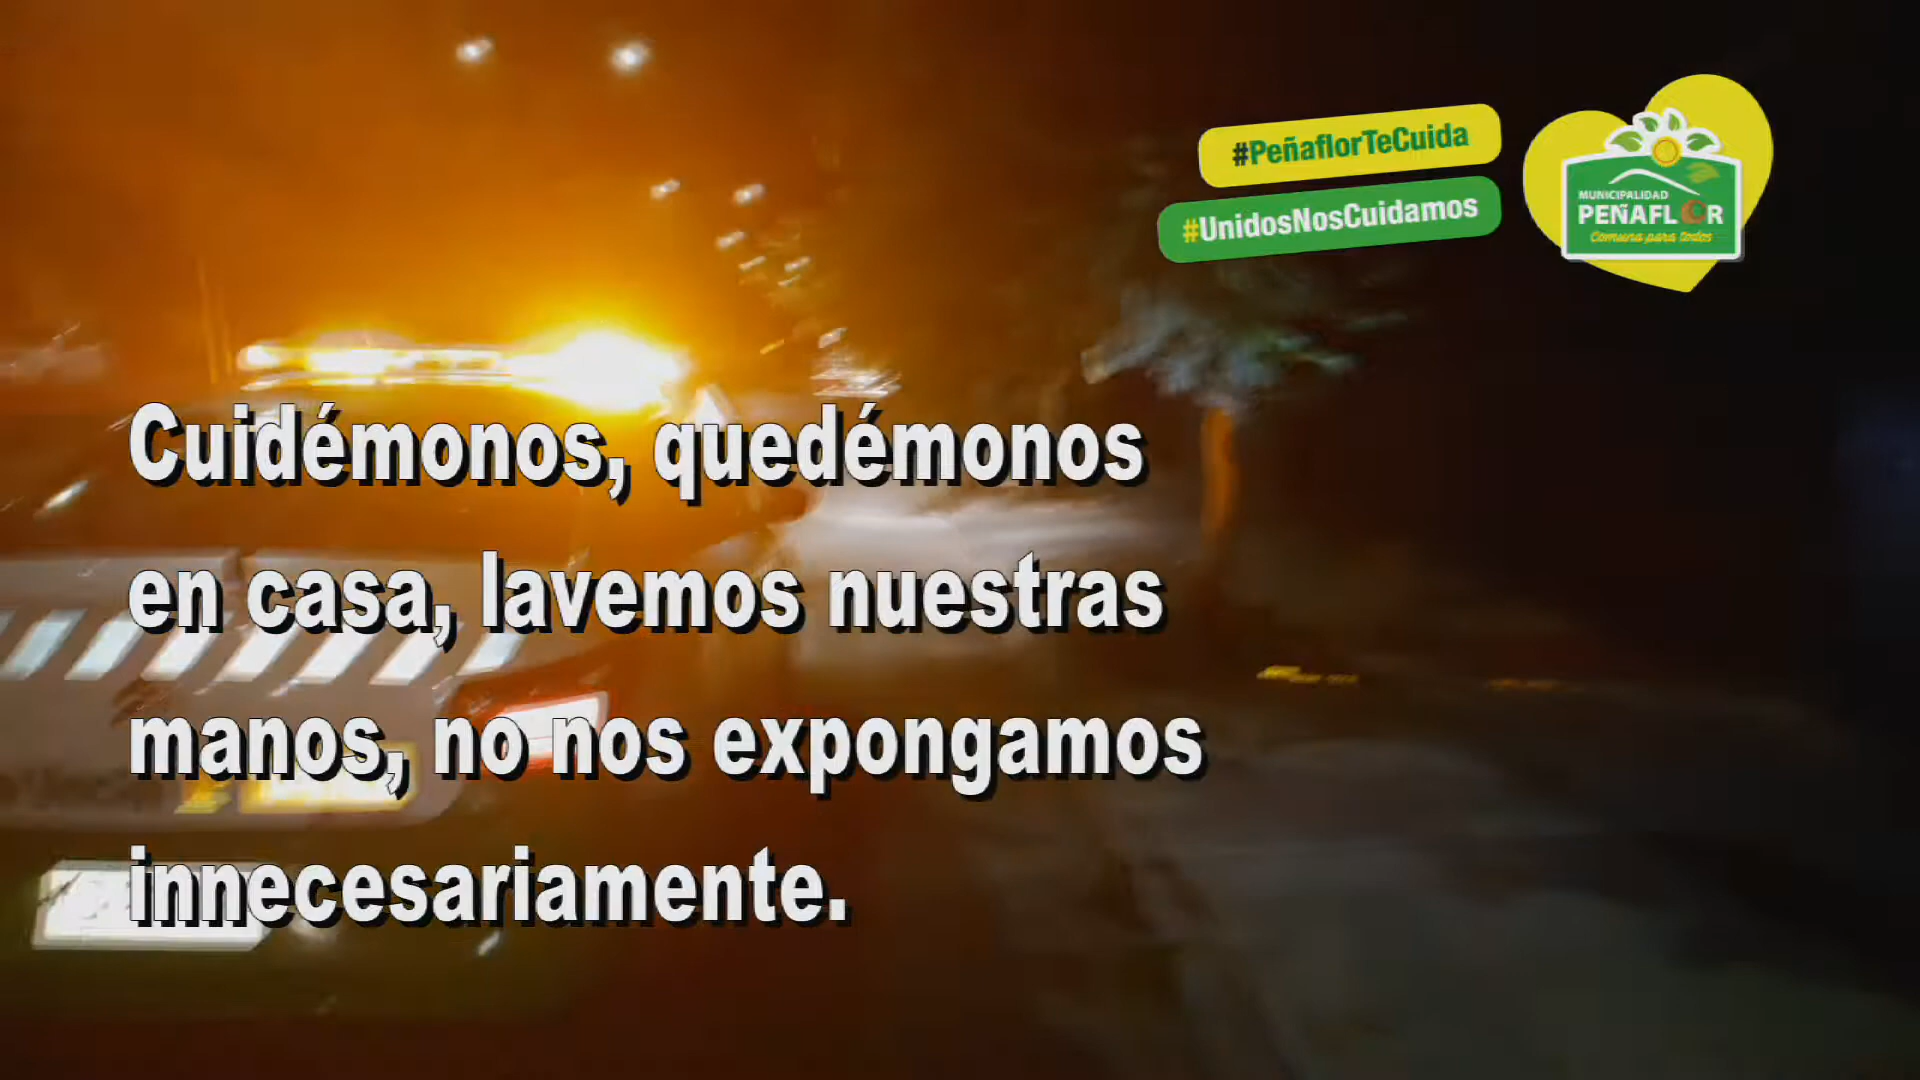 #PeñaflorTeCuida
#UnidosNosCuidamos
MUNICIPALIDAD
PEÑAFLOR
Comuna para todos
Cuidémonos, quedémonos
en casa, lavemos nuestras
manos, no nos expongamos
innecesariamente.